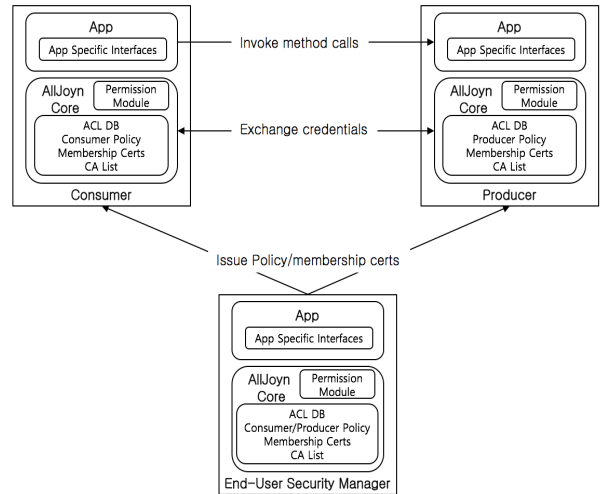 App
App Specific Interfaces
AllJoyn
Core
Permission
Module
ACL DB
Consumer Policy
Membership Certs
CA List
Consumer
Invoke method calls
Exchange credentials
App
App Specific Interfaces
AllJoyn
Core
Permission
Module
ACL DB
Producer Policy
Membership Certs
CA List
Producer
Issue Policy/membership certs
App
App Specific Interfaces
AllJoyn
Core
Permission
Module
ACL DB
Consumer/Producer Policy
Membership Certs
CA List
End-User Security Manager